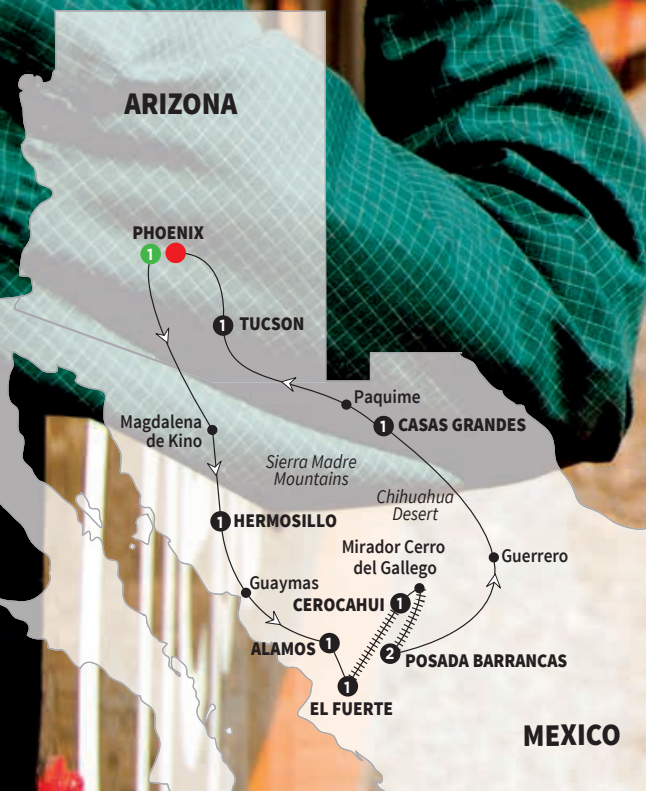 ARIZONA
PHOENIX
1
1 TUCSON
Paquime
1 CASAS GRANDES
Magdalena
de Kino
Sierra Madre
Mountains
Chihuahua
Desert
1 HERMOSILLO
Mirador Cerro
del Gallego
Guerrero
Guaymas
CEROCAHUI 1
ALAMOS 1
2 POSADA BARRANCAS
1
EL FUERTE
MEXICO